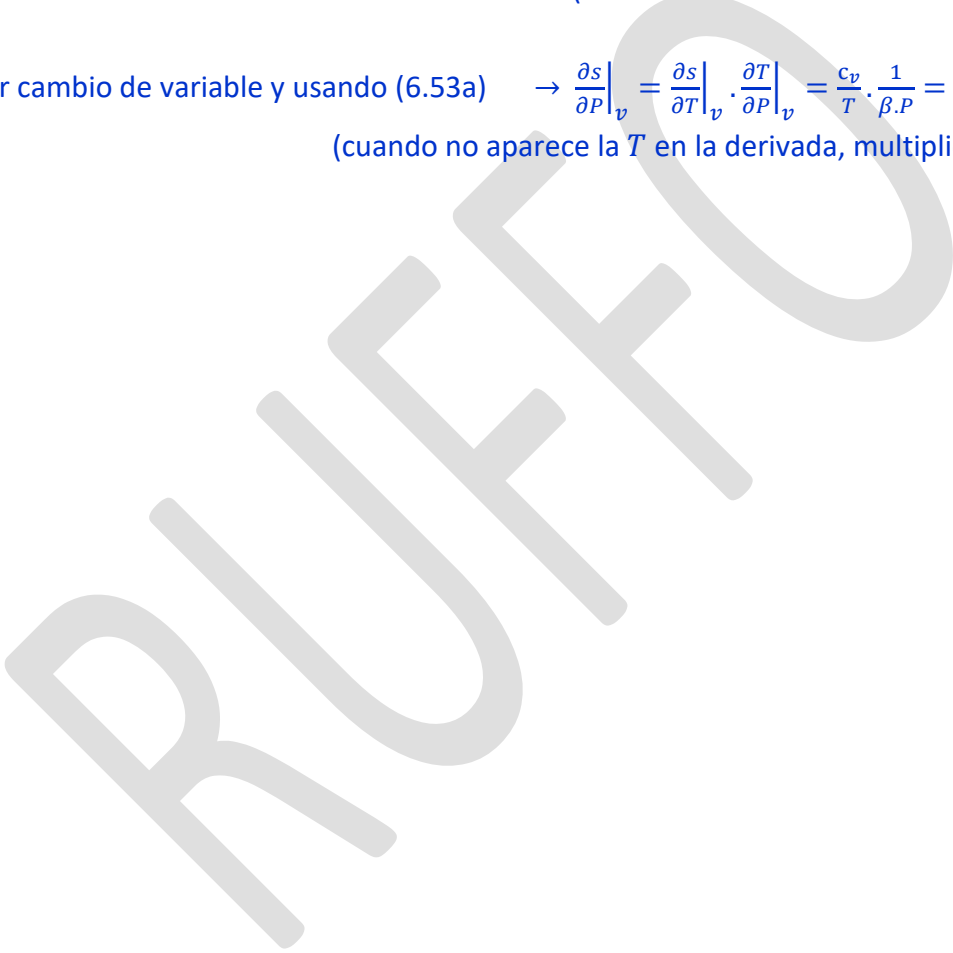 (
r cambio de variable y usando (6.53a) → ∂s/∂P|_v = ∂s/∂T|_v . ∂T/∂P|_v = c_v/T . 1/β.P =
(cuando no aparece la T en la derivada, multipli
RUFFO